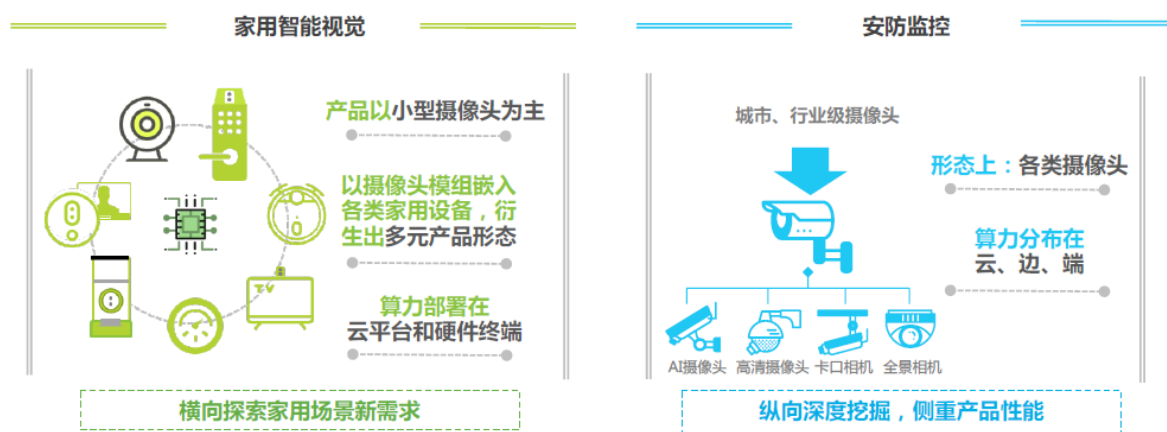 家用智能视觉
产品以小型摄像头为主
以摄像头模组嵌入
各类家用设备，衍
生出多元产品形态
TV
算力部署在
云平台和硬件终端
横向探索家用场景新需求
安防监控
城市、行业级摄像头
形态上：各类摄像头
算力分布在
云、边、端
AI摄像头 高清摄像头 卡口相机 全景相机
纵向深度挖掘，侧重产品性能